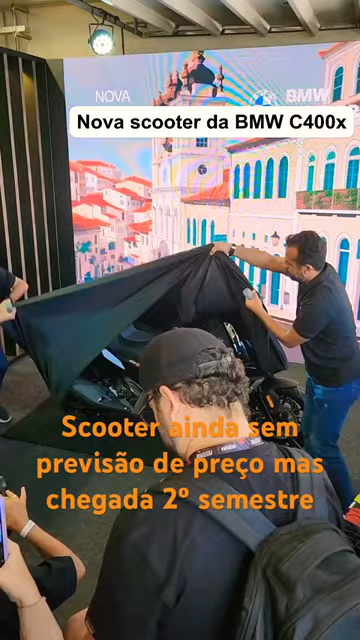 NOVA
BMW
Nova scooter da BMW C400x
Scooter ainda sem
previsão de preço mas
chegada 2º semestre